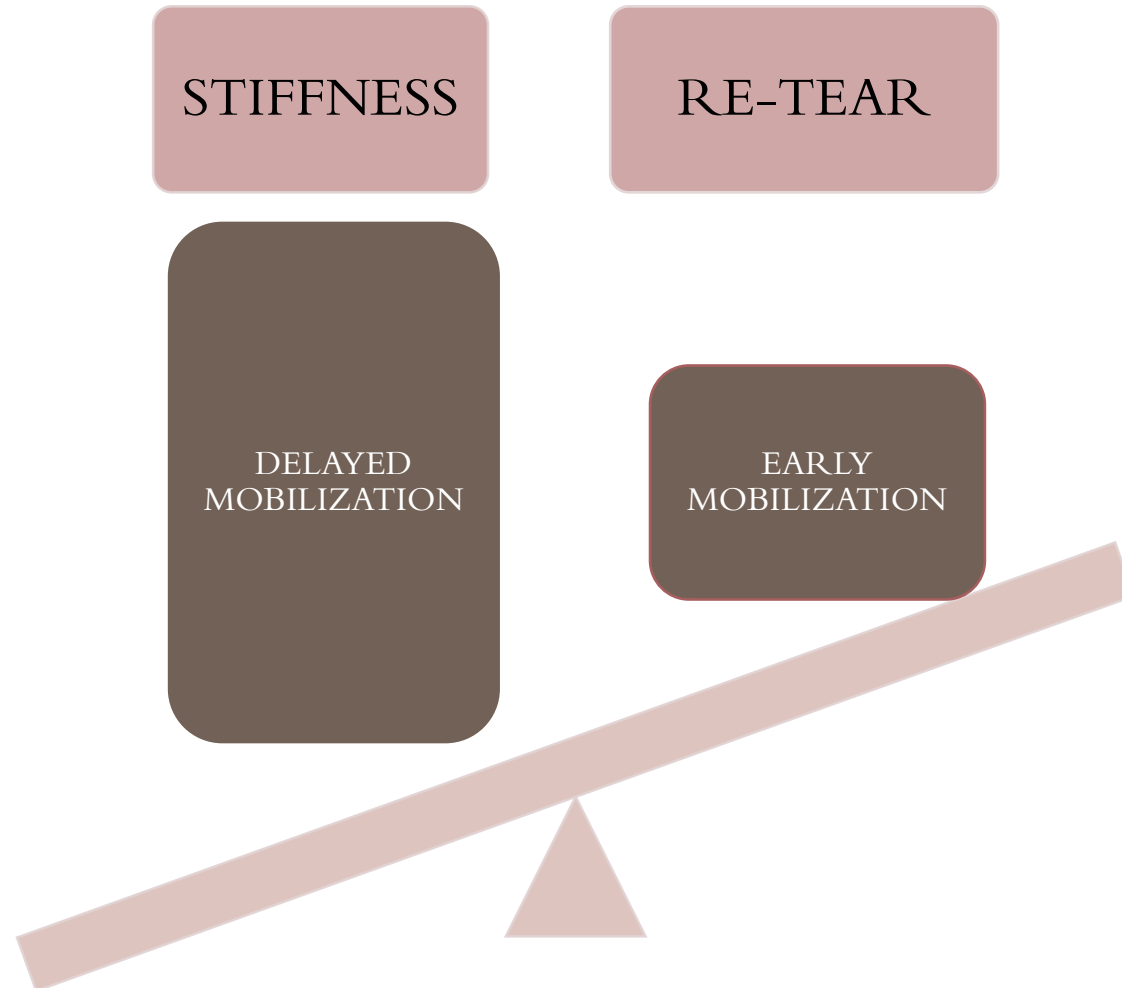 STIFFNESS
RE-TEAR
DELAYED
MOBILIZATION
EARLY
MOBILIZATION